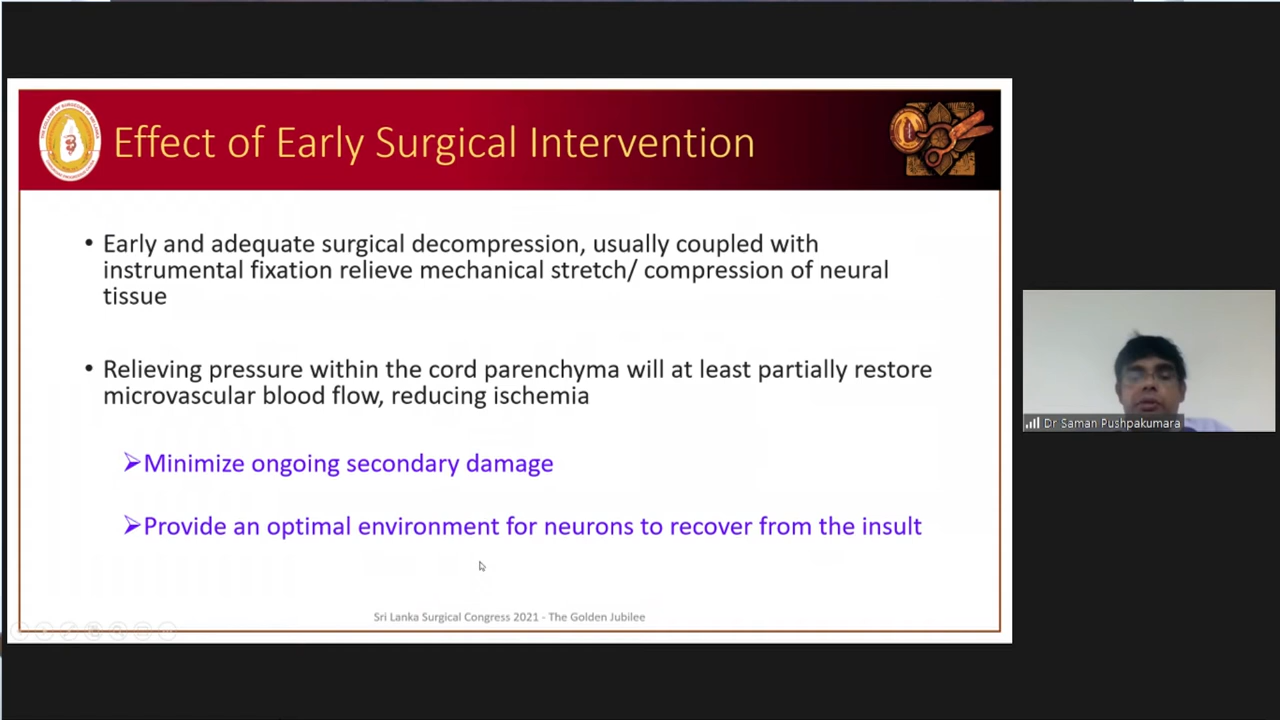 Effect of Early Surgical Intervention
• Early and adequate surgical decompression, usually coupled with
instrumental fixation relieve mechanical stretch/ compression of neural
tissue
• Relieving pressure within the cord parenchyma will at least partially restore
microvascular blood flow, reducing ischemia
➢Minimize ongoing secondary damage
➢Provide an optimal environment for neurons to recover from the insult
Sri Lanka Surgical Congress 2021 - The Golden Jubilee
Dr Saman Pushpakumara